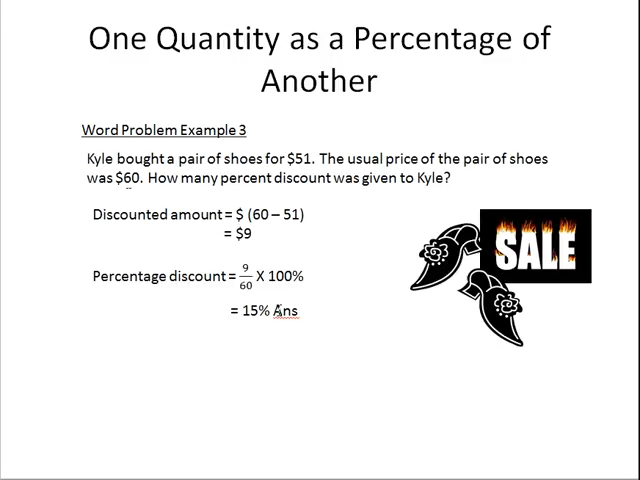 One Quantity as a Percentage of
Another
Word Problem Example 3
Kyle bought a pair of shoes for $51. The usual price of the pair of shoes
was $60. How many percent discount was given to Kyle?
Discounted amount = $ (60 – 51)
= $9
Percentage discount = 9/60 X 100%
= 15% Ans
SALE